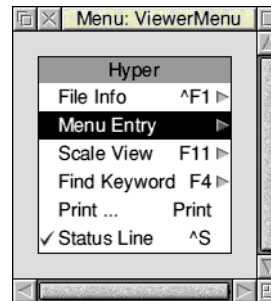 Menu: ViewerMenu
Hyper
File Info ^F1
Menu Entry
Scale View F11
Find Keyword F4
Print ... Print
✓ Status Line ^S